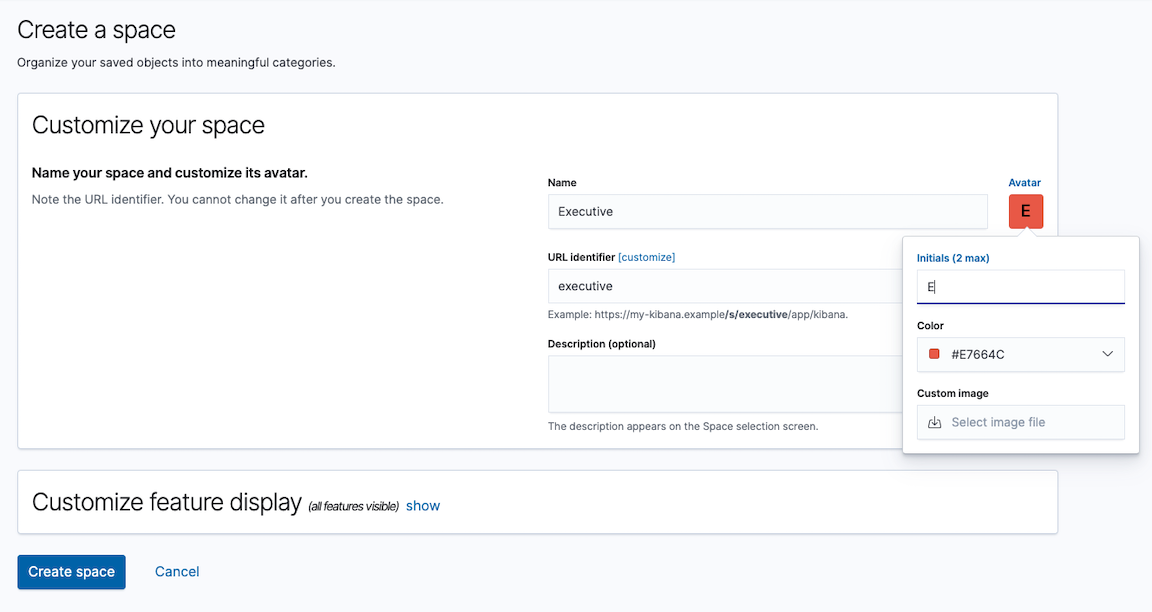 Create a space
Organize your saved objects into meaningful categories.
Customize your space
Name your space and customize its avatar.
Note the URL identifier. You cannot change it after you create the space.
Name
Executive
Avatar
E
URL identifier [customize]
executive
Example: https://my-kibana.example/s/executive/app/kibana.
Description (optional)
The description appears on the Space selection screen.
Initials (2 max)
E
Color
#E7664C
Custom image
Select image file
Customize feature display (all features visible) show
Create space
Cancel